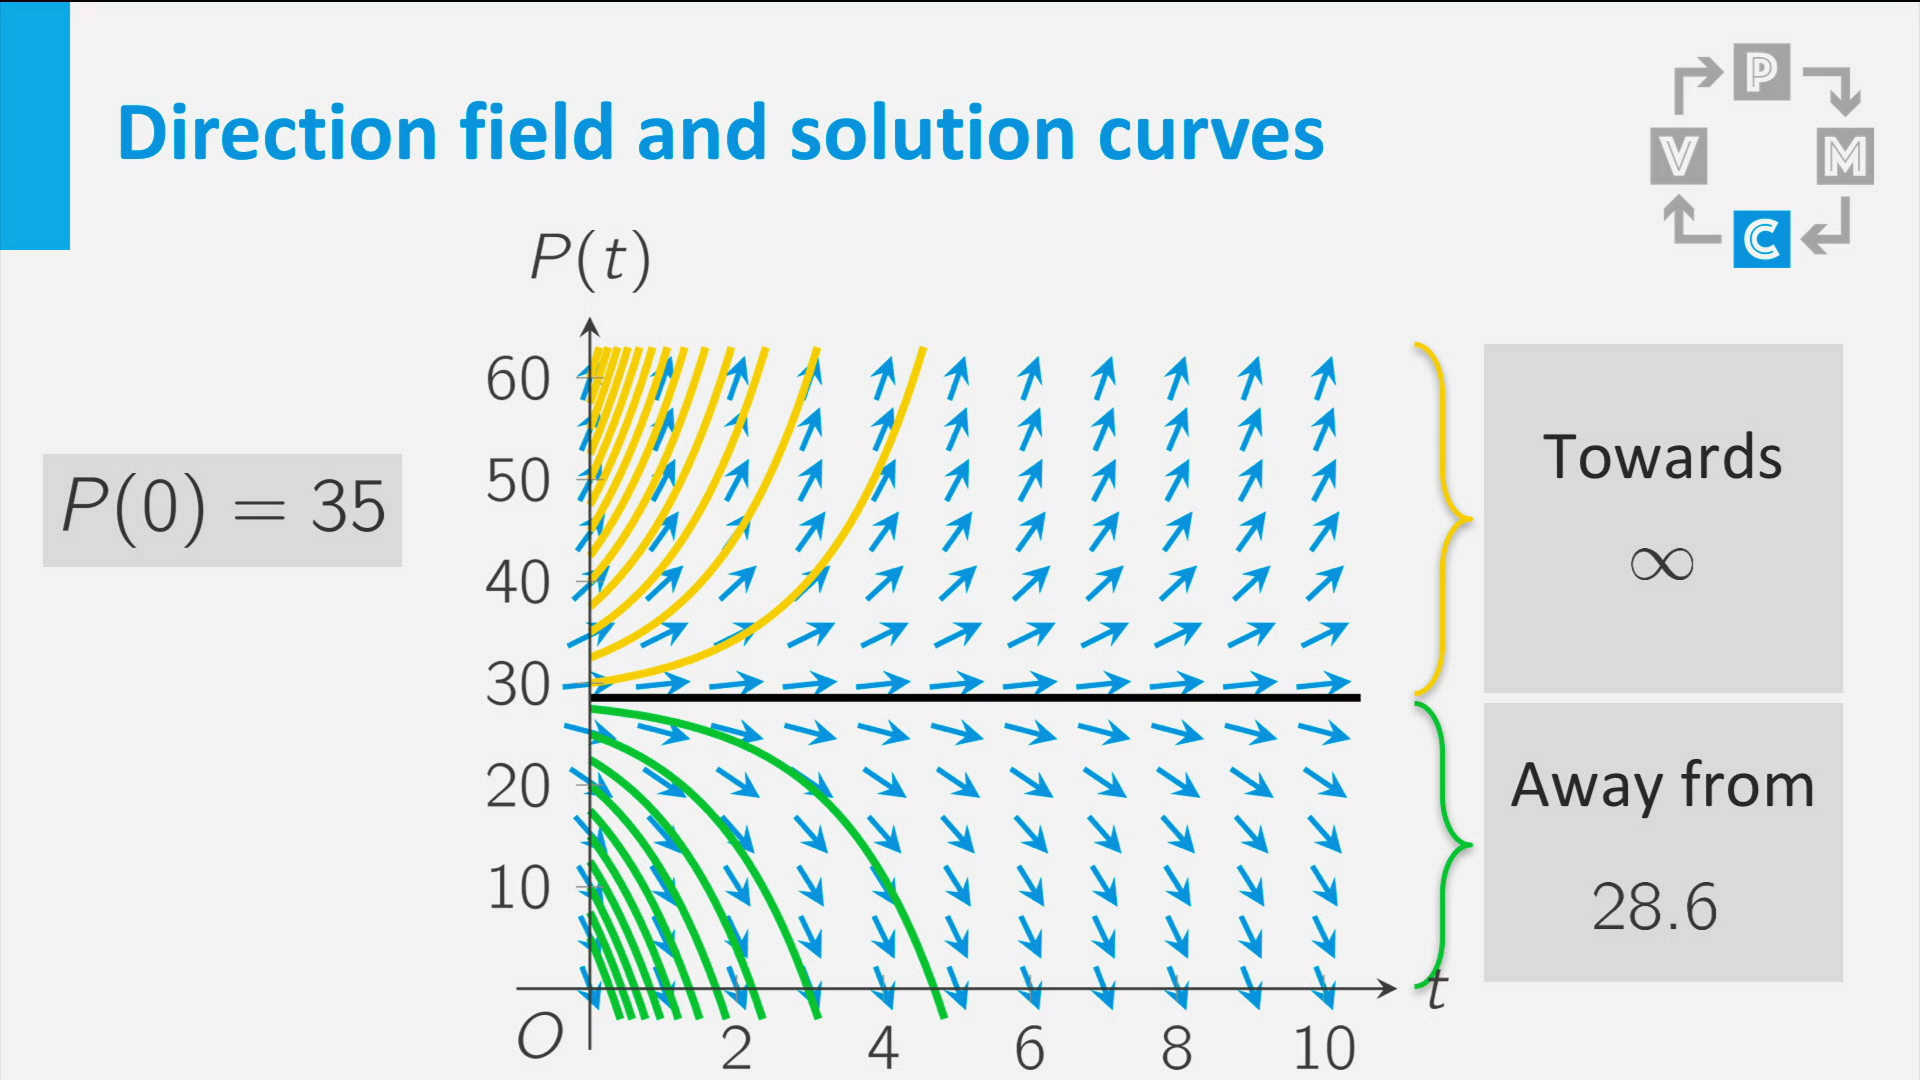 Direction field and solution curves
P
V
M
C
P(t)
60
50
40
30
20
10
O
2
4
6
8
10
t
P(0) = 35
Towards
∞
Away from
28.6